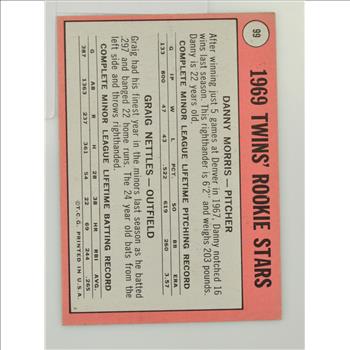 99
1969 TWINS' ROOKIE STARS
DANNY MORRIS—PITCHER
After winning just 5 games at Denver in 1967, Danny notched 16
wins last season. This righthander is 6'2" and weighs 203 pounds.
Danny is 22 years old.
COMPLETE MINOR LEAGUE LIFETIME PITCHING RECORD
G IP W L PCT. SO BB ERA
133 800 47 43 .522 619 260 3.57
GRAIG NETTLES—OUTFIELD
Graig had his finest year in the minors last season as he batted
.297 and banged 22 home runs. The 24 year old bats from the
left side and throws righthanded.
COMPLETE MINOR LEAGUE LIFETIME BATTING RECORD
G AB R H 2B 3B HR RBI AVG.
387 1363 237 361 54 22 69 244 .265
©T.C.G. PRINTED IN U.S.A.